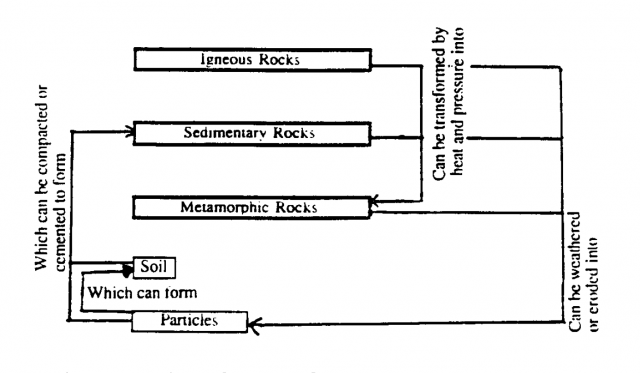 Igneous Rocks
Sedimentary Rocks
Metamorphic Rocks
Soil
Which can form
Particles
Which can be compacted or
cemented to form
Can be transformed by
heat and pressure into
Can be weathered
or eroded into